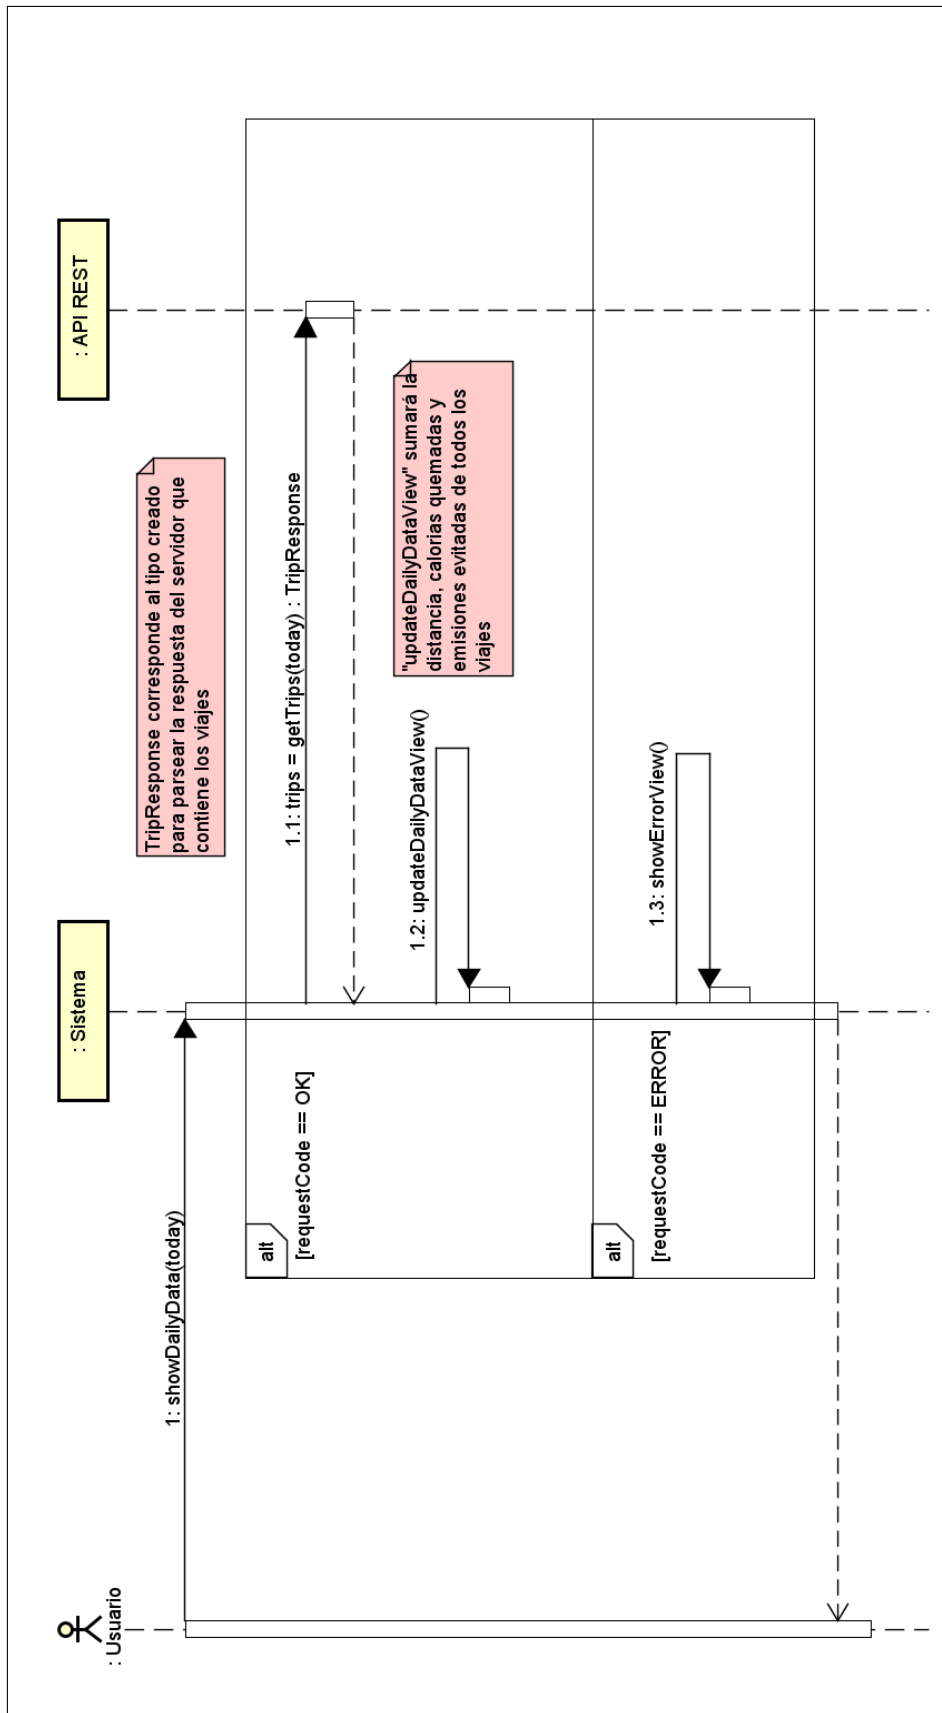 : Usuario
: Sistema
: API REST
TripResponse corresponde al tipo creado
para parsear la respuesta del servidor que
contiene los viajes
1: showDailyData(today)
alt
[requestCode == OK]
1.1: trips = getTrips(today) : TripResponse
"updateDailyDataView" sumará la
distancia, calorias quemadas y
emisiones evitadas de todos los
viajes
1.2: updateDailyDataView()
alt
[requestCode == ERROR]
1.3: showErrorView()